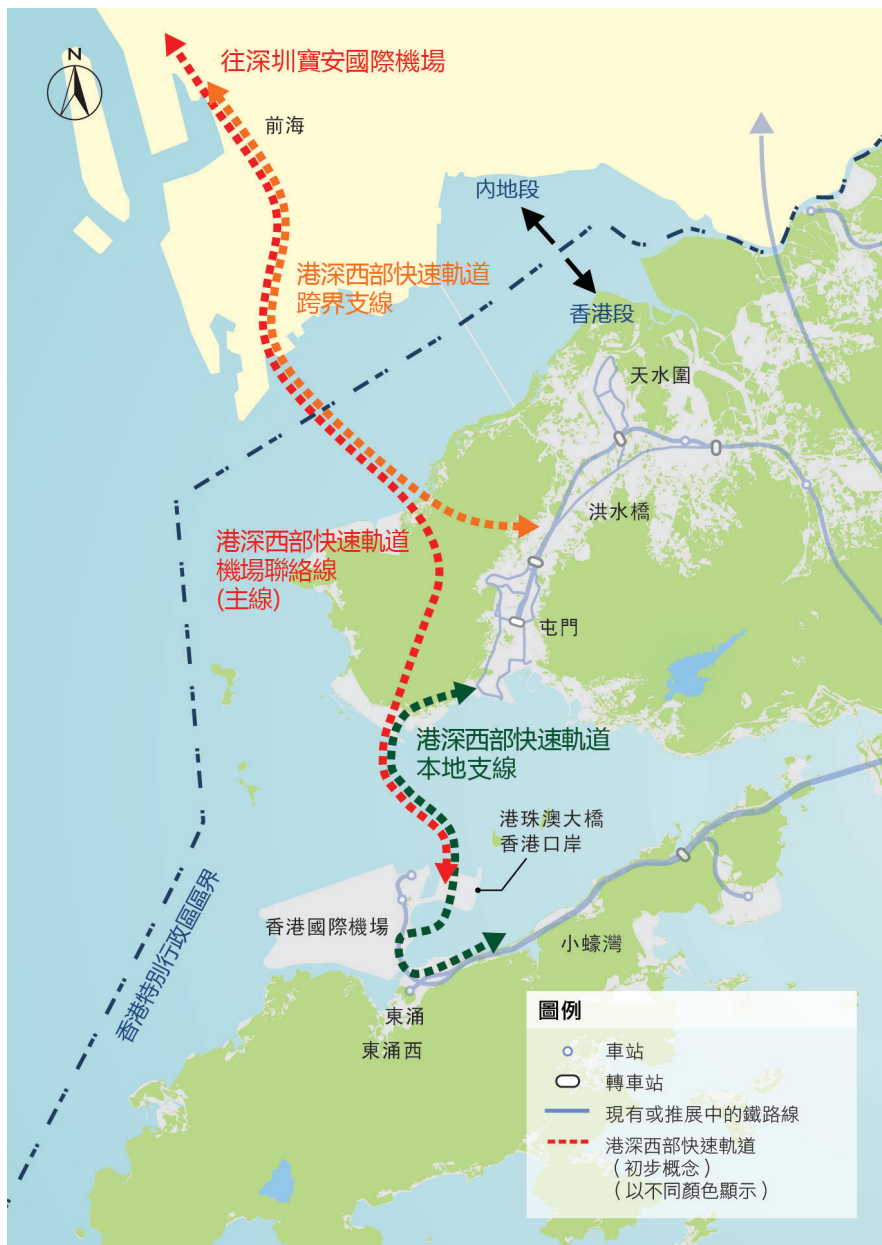 N
往深圳寶安國際機場
前海
內地段
港深西部快速軌道
跨界支線
香港段
天水圍
洪水橋
港深西部快速軌道
機場聯絡線
(主線)
屯門
港深西部快速軌道
本地支線
港珠澳大橋
香港口岸
香港國際機場
小蠔灣
香港特別行政區區界
東涌
東涌西
圖例
車站
轉車站
現有或推展中的鐵路線
港深西部快速軌道
（初步概念）
（以不同顏色顯示）